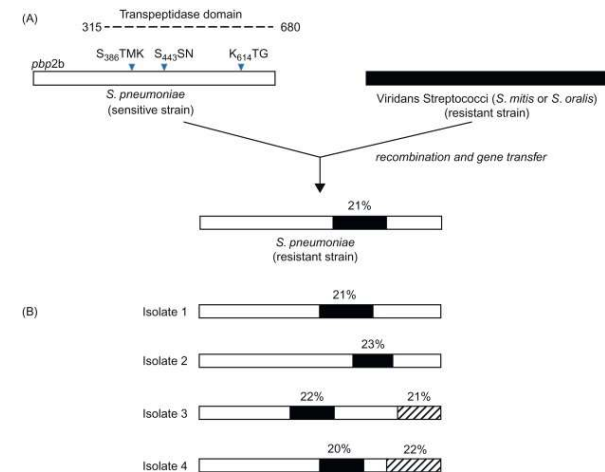 (A)
Transpeptidase domain
315 680
S₃₈₆TMK S₄₄₃SN K₆₁₄TG
pbp2b
S. pneumoniae
(sensitive strain)
Viridans Streptococci (S. mitis or S. oralis)
(resistant strain)
recombination and gene transfer
21%
S. pneumoniae
(resistant strain)
(B)
21%
Isolate 1
23%
Isolate 2
22% 21%
Isolate 3
20% 22%
Isolate 4